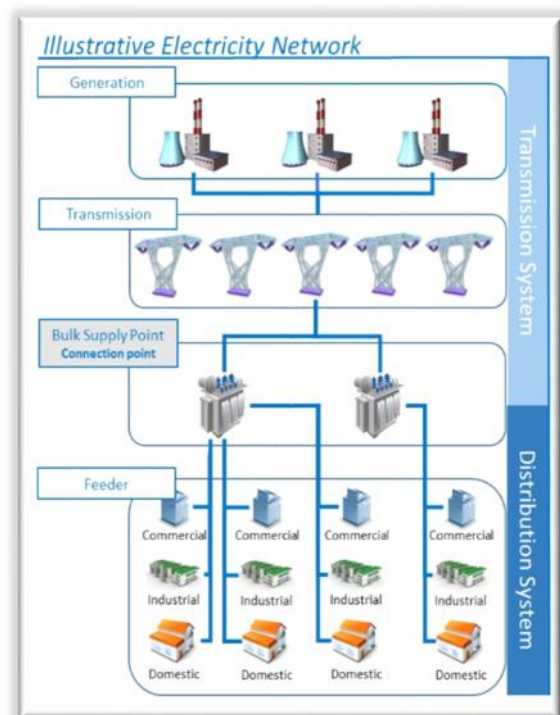 Illustrative Electricity Network
Generation
Transmission
Bulk Supply Point
Connection point
Feeder
Commercial
Commercial
Commercial
Commercial
Industrial
Industrial
Industrial
Industrial
Domestic
Domestic
Domestic
Domestic
Transmission System
Distribution System